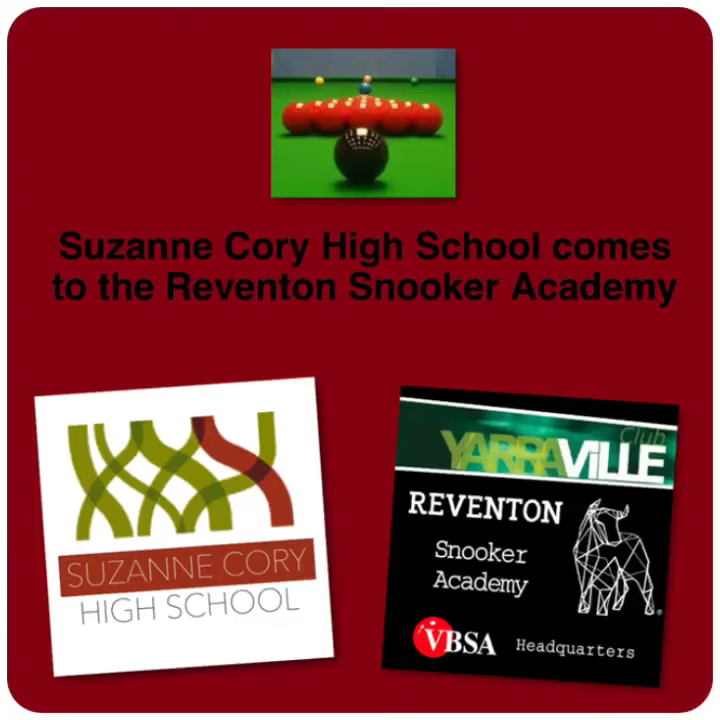 Suzanne Cory High School comes
to the Reventon Snooker Academy
SUZANNE CORY
HIGH SCHOOL
Club
YARRAVILLE
REVENTON
Snooker
Academy
VBSA Headquarters